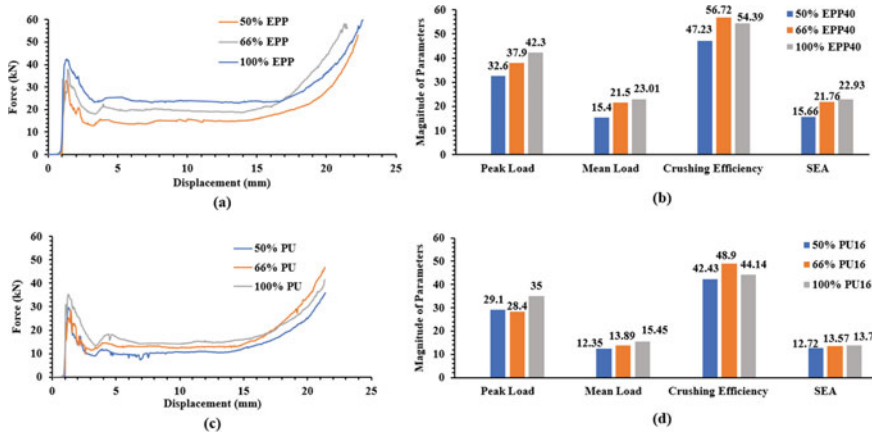 60
50
40
30
20
10
0
Force (kN)
50% EPP
66% EPP
100% EPP
0 5 10 15 20 25
Displacement (mm)
(a)
60
50
40
30
20
10
0
Magnitude of Parameters
32.6 37.9 42.3
15.4 21.5 23.01
47.23 56.72 54.39
15.66 21.76 22.93
50% EPP40
66% EPP40
100% EPP40
Peak Load Mean Load Crushing Efficiency SEA
(b)
60
50
40
30
20
10
0
Force (kN)
50% PU
66% PU
100% PU
0 5 10 15 20 25
Displacement (mm)
(c)
60
50
40
30
20
10
0
Magnitude of Parameters
29.1 28.4 35
12.35 13.89 15.45
42.43 48.9 44.14
12.72 13.57 13.7
50% PU16
66% PU16
100% PU16
Peak Load Mean Load Crushing Efficiency SEA
(d)